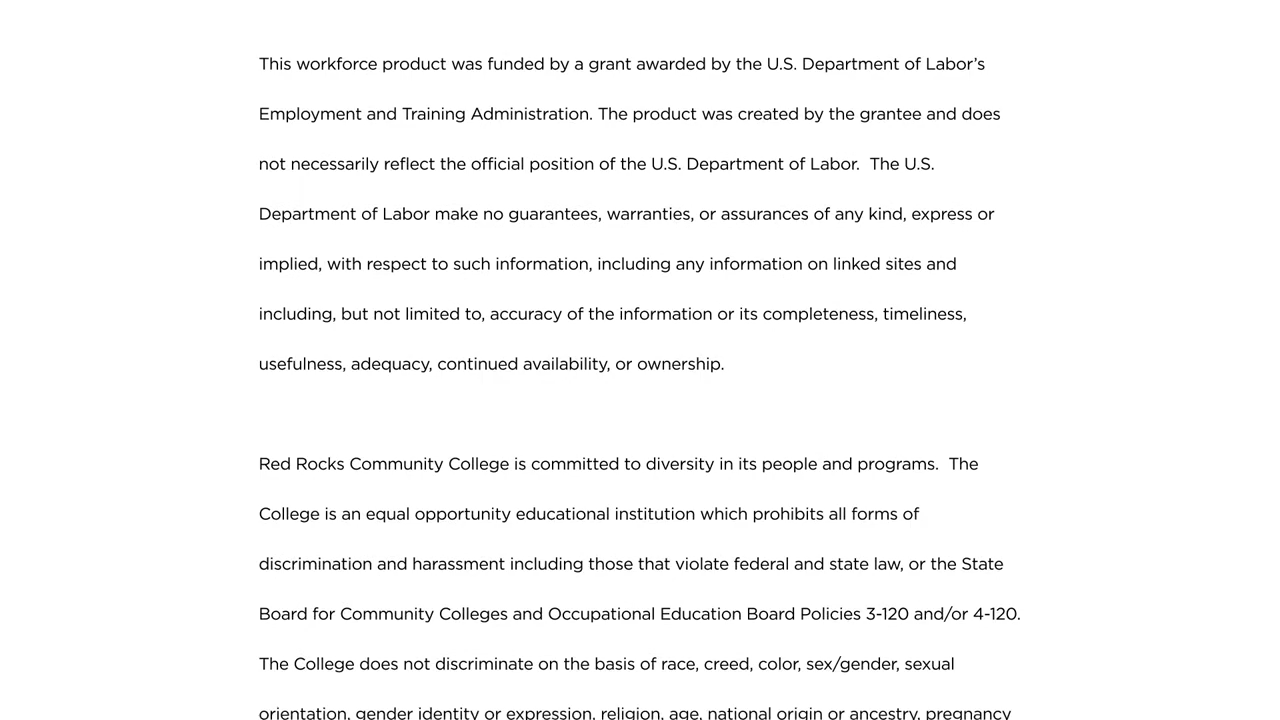 This workforce product was funded by a grant awarded by the U.S. Department of Labor’s
Employment and Training Administration. The product was created by the grantee and does
not necessarily reflect the official position of the U.S. Department of Labor.  The U.S.
Department of Labor make no guarantees, warranties, or assurances of any kind, express or
implied, with respect to such information, including any information on linked sites and
including, but not limited to, accuracy of the information or its completeness, timeliness,
usefulness, adequacy, continued availability, or ownership.
Red Rocks Community College is committed to diversity in its people and programs.  The
College is an equal opportunity educational institution which prohibits all forms of
discrimination and harassment including those that violate federal and state law, or the State
Board for Community Colleges and Occupational Education Board Policies 3-120 and/or 4-120.
The College does not discriminate on the basis of race, creed, color, sex/gender, sexual
orientation, gender identity or expression, religion, age, national origin or ancestry, pregnancy